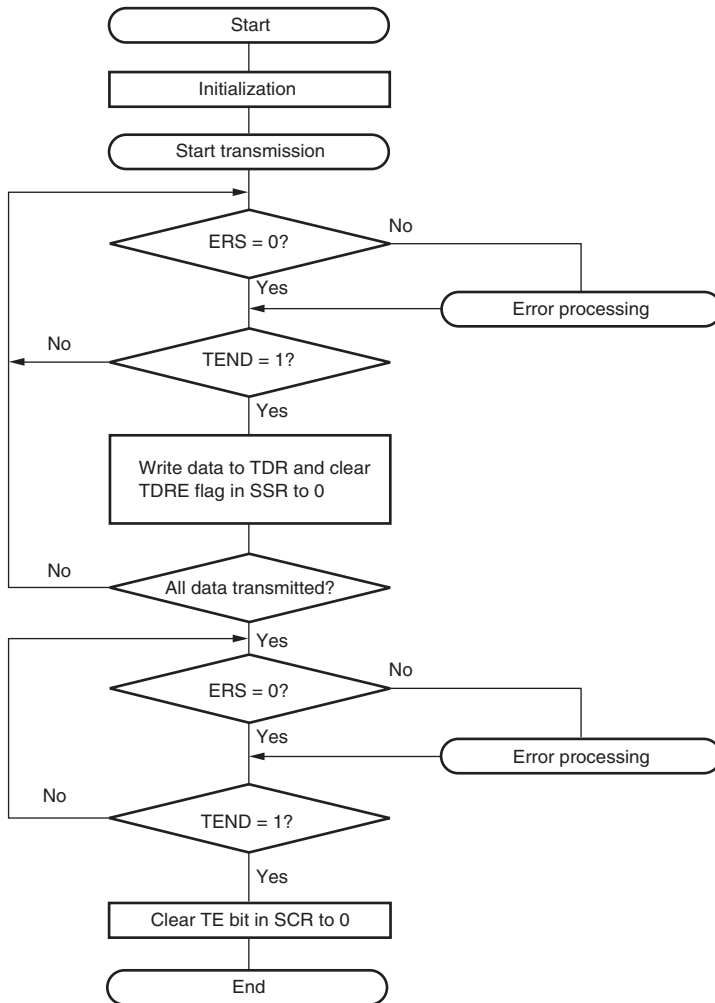 Start
Initialization
Start transmission
ERS = 0?
No
Yes
Error processing
No
TEND = 1?
Yes
Write data to TDR and clear
TDRE flag in SSR to 0
No
All data transmitted?
Yes
No
ERS = 0?
Yes
Error processing
No
TEND = 1?
Yes
Clear TE bit in SCR to 0
End